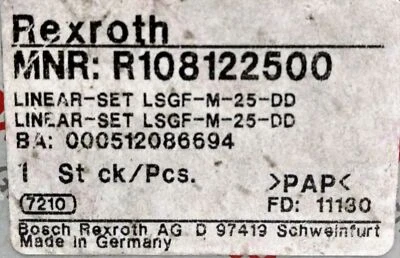 Rexroth
MNR: R108122500
LINEAR-SET LSGF-M-25-DD
LINEAR-SET LSGF-M-25-DD
BA: 000512086694
1 St ck/Pcs. >PAP<
7210 FD: 11130
Bosch Rexroth AG D 97419 Schweinfurt
Made in Germany